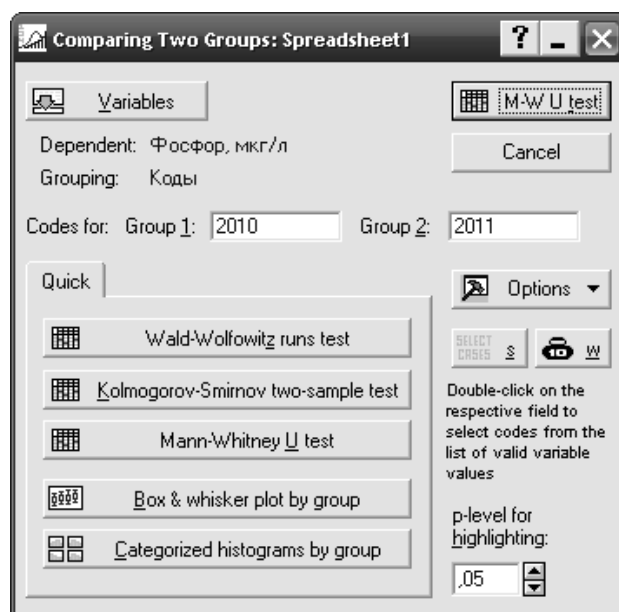 Comparing Two Groups: Spreadsheet1
Variables
M-W U test
Dependent: Фосфор, мкг/л
Cancel
Grouping: Коды
Codes for: Group 1: 2010 Group 2: 2011
Quick
Options
Wald-Wolfowitz runs test
SELECT
CASES S
W
Kolmogorov-Smirnov two-sample test
Mann-Whitney U test
Double-click on the
respective field to
select codes from the
list of valid variable
values
Box & whisker plot by group
Categorized histograms by group
p-level for
highlighting:
,05